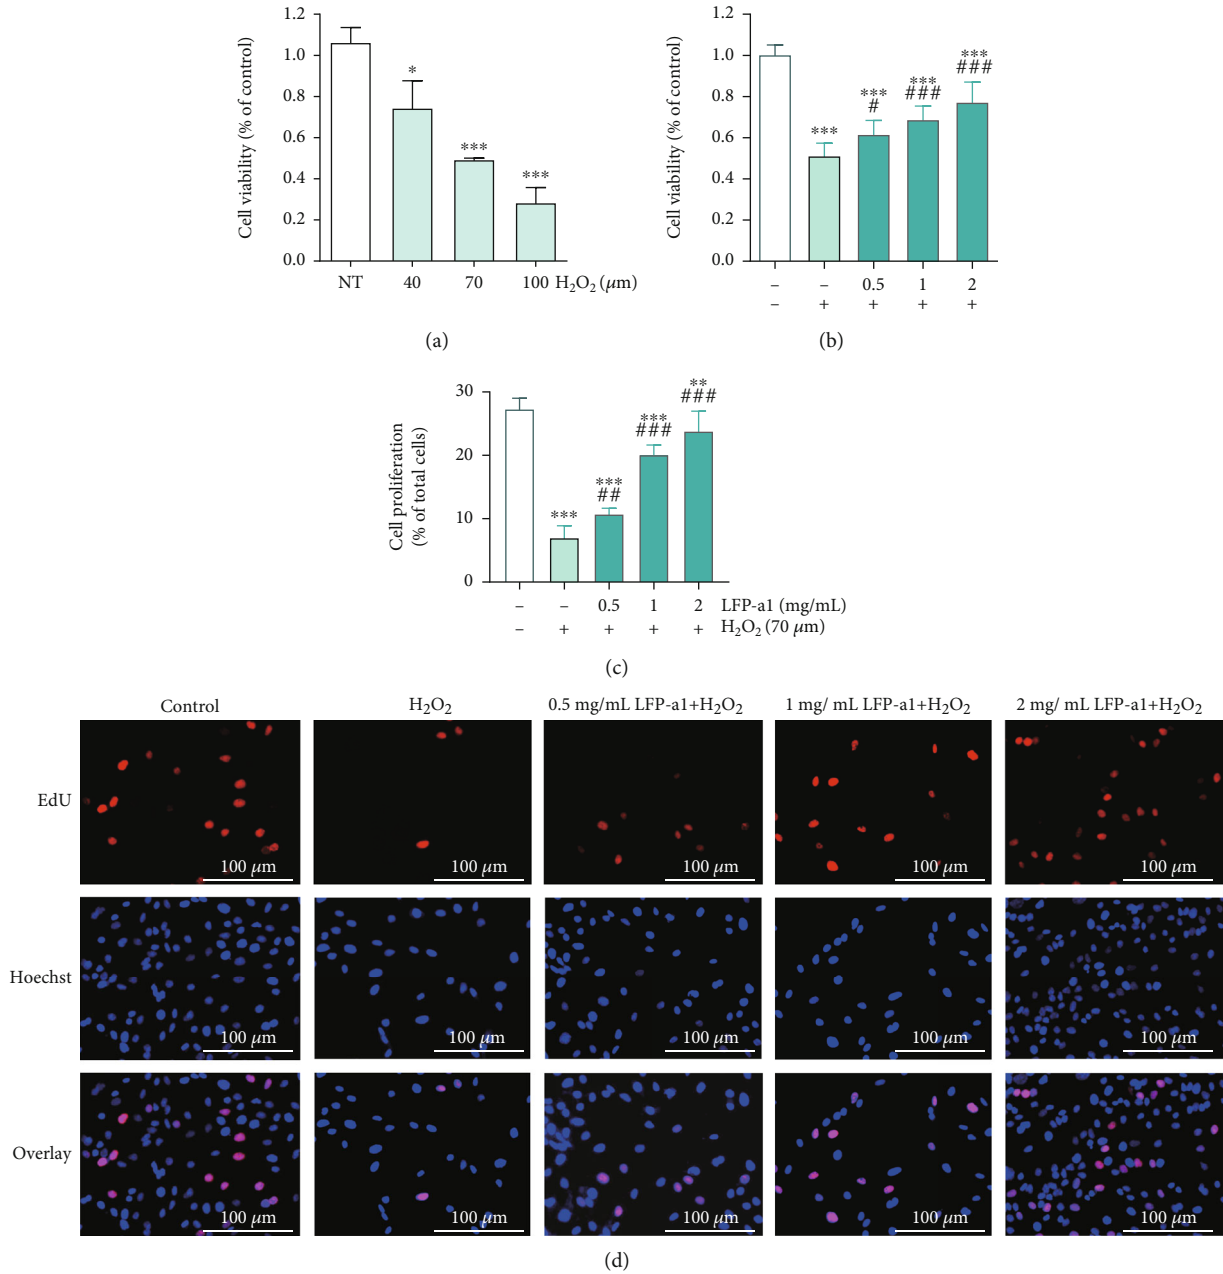 1.2
1.0
0.8
0.6
0.4
0.2
0.0
Cell viability (% of control)
*
***
***
NT 40 70 100 H₂O₂ (μm)
(a)
1.2
1.0
0.8
0.6
0.4
0.2
0.0
Cell viability (% of control)
***
***
#
***
###
***
###
– – 0.5 1 2
– + + + +
(b)
30
20
10
0
Cell proliferation
(% of total cells)
***
***
##
***
###
**
###
– – 0.5 1 2 LFP-a1 (mg/mL)
– + + + + H₂O₂ (70 μm)
(c)
Control H₂O₂ 0.5 mg/mL LFP-a1+H₂O₂ 1 mg/ mL LFP-a1+H₂O₂ 2 mg/ mL LFP-a1+H₂O₂
EdU
100 μm 100 μm 100 μm 100 μm 100 μm
Hoechst
100 μm 100 μm 100 μm 100 μm 100 μm
Overlay
100 μm 100 μm 100 μm 100 μm 100 μm
(d)